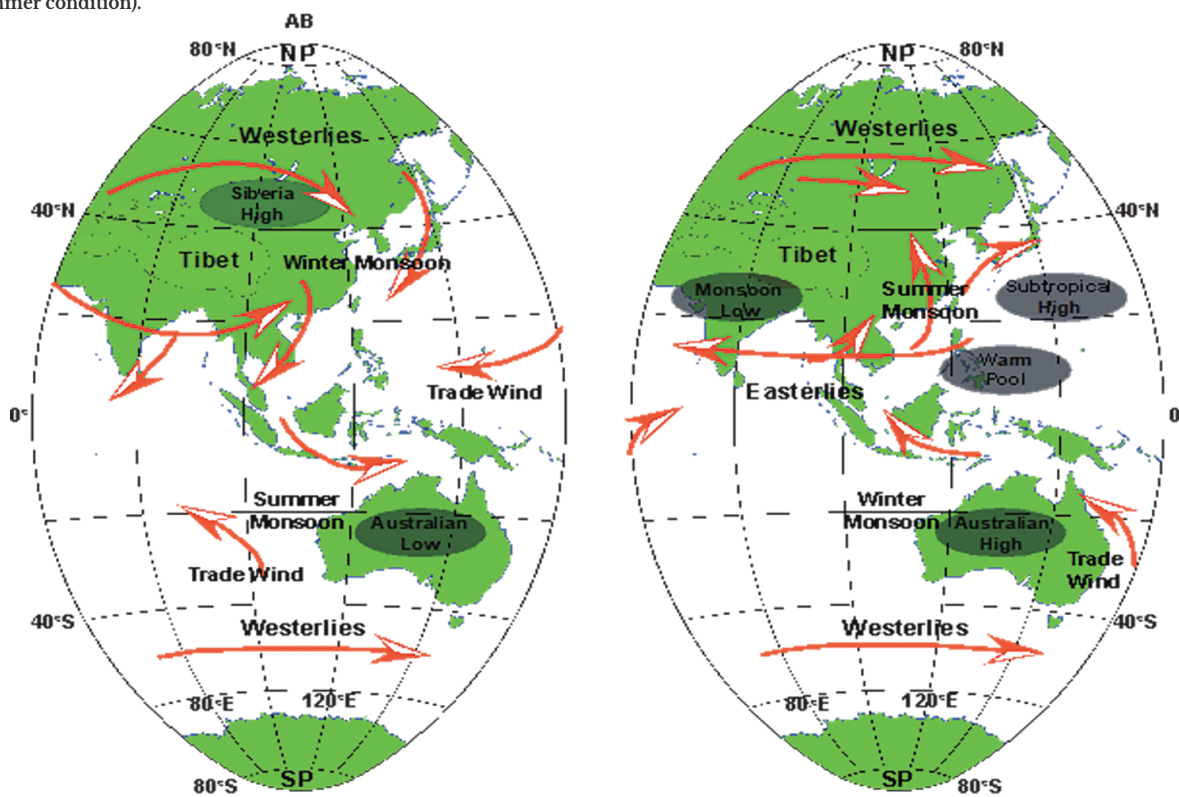 mer condition).
AB
80°N
NP
Westerlies
Siberia
High
40°N
Tibet
Winter Monsoon
Trade Wind
0°
Summer
Monsoon
Australian
Low
Trade Wind
40°S
Westerlies
80°E
120°E
80°S
SP
NP
80°N
Westerlies
40°N
Tibet
Monsoon
Low
Summer
Monsoon
Subtropical
High
Warm
Pool
Easterlies
0
Winter
Monsoon
Australian
High
Trade
Wind
40°S
Westerlies
80°E
120°E
SP
80°S